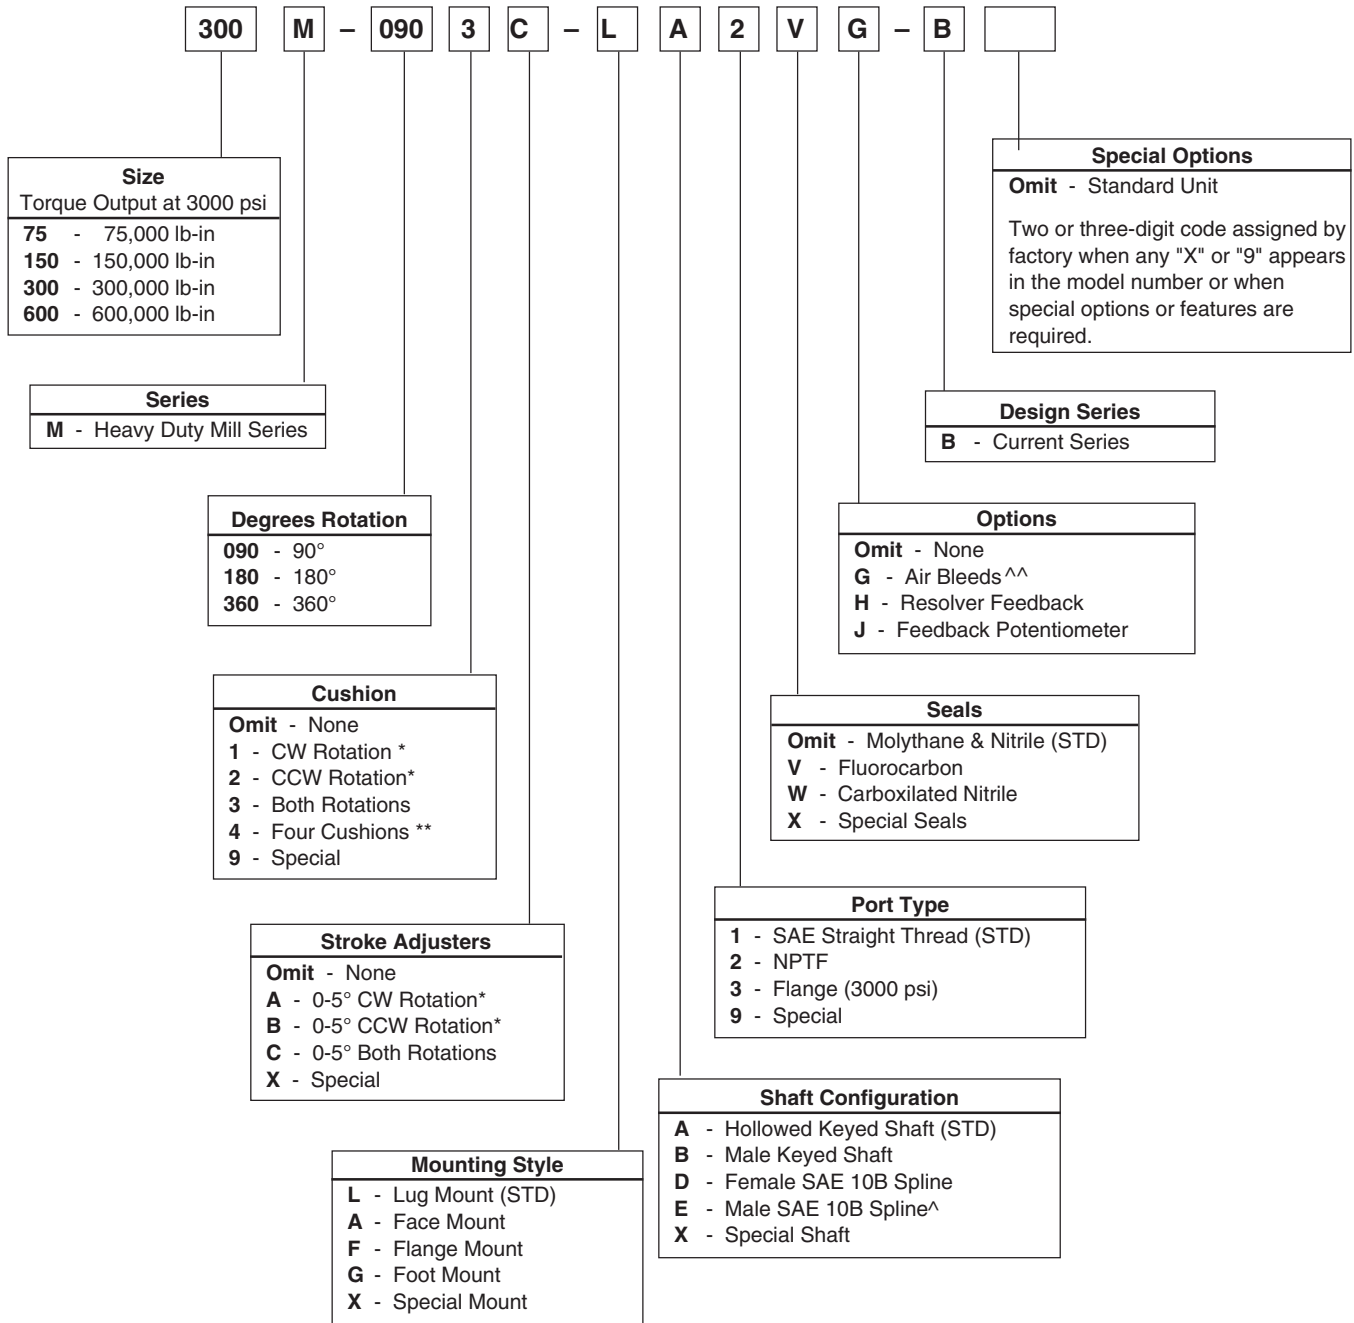 300 M – 090 3 C – L A 2 V G – B
Size
Torque Output at 3000 psi
75 - 75,000 lb-in
150 - 150,000 lb-in
300 - 300,000 lb-in
600 - 600,000 lb-in
Special Options
Omit - Standard Unit
Two or three-digit code assigned by
factory when any "X" or "9" appears
in the model number or when
special options or features are
required.
Series
M - Heavy Duty Mill Series
Design Series
B - Current Series
Degrees Rotation
090 - 90°
180 - 180°
360 - 360°
Options
Omit - None
G - Air Bleeds ^^
H - Resolver Feedback
J - Feedback Potentiometer
Cushion
Omit - None
1 - CW Rotation *
2 - CCW Rotation*
3 - Both Rotations
4 - Four Cushions **
9 - Special
Seals
Omit - Molythane & Nitrile (STD)
V - Fluorocarbon
W - Carboxilated Nitrile
X - Special Seals
Port Type
1 - SAE Straight Thread (STD)
2 - NPTF
3 - Flange (3000 psi)
9 - Special
Stroke Adjusters
Omit - None
A - 0-5° CW Rotation*
B - 0-5° CCW Rotation*
C - 0-5° Both Rotations
X - Special
Shaft Configuration
A - Hollowed Keyed Shaft (STD)
B - Male Keyed Shaft
D - Female SAE 10B Spline
E - Male SAE 10B Spline^
X - Special Shaft
Mounting Style
L - Lug Mount (STD)
A - Face Mount
F - Flange Mount
G - Foot Mount
X - Special Mount